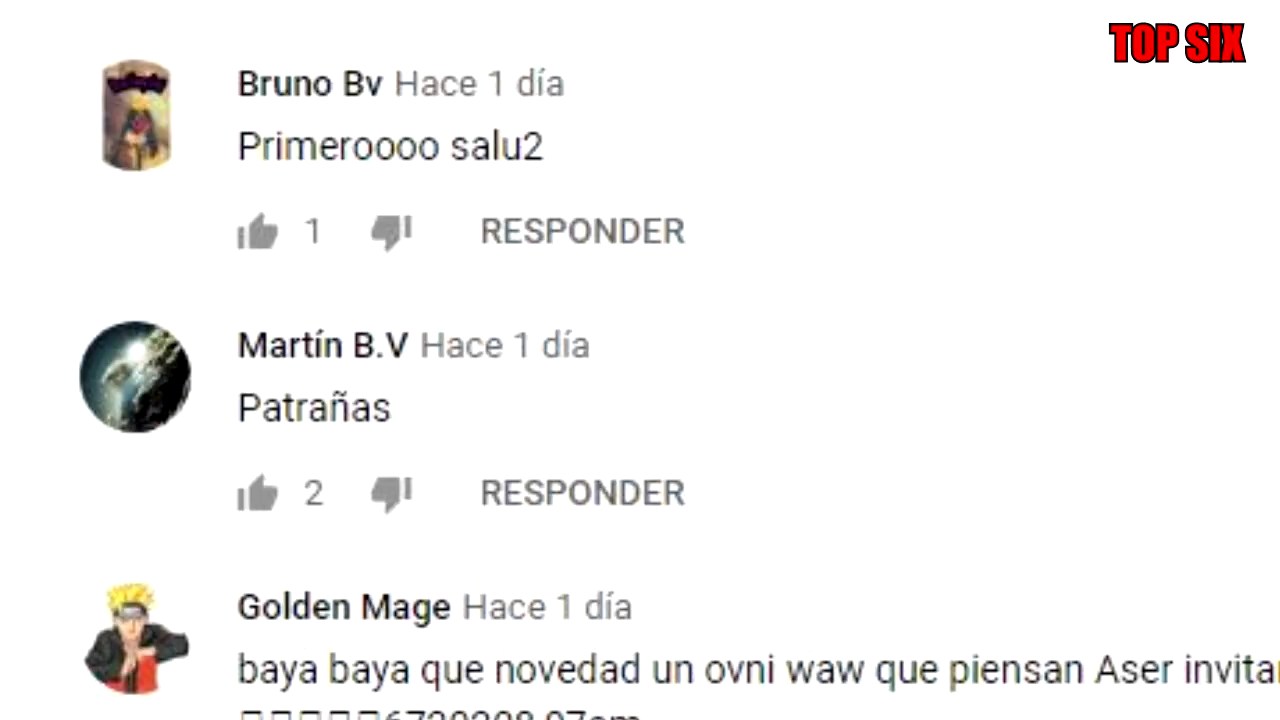 TOP SIX
Bruno Bv Hace 1 día
Primeroooo salu2
1 RESPONDER
Martín B.V Hace 1 día
Patrañas
2 RESPONDER
Golden Mage Hace 1 día
baya baya que novedad un ovni waw que piensan Aser invitar